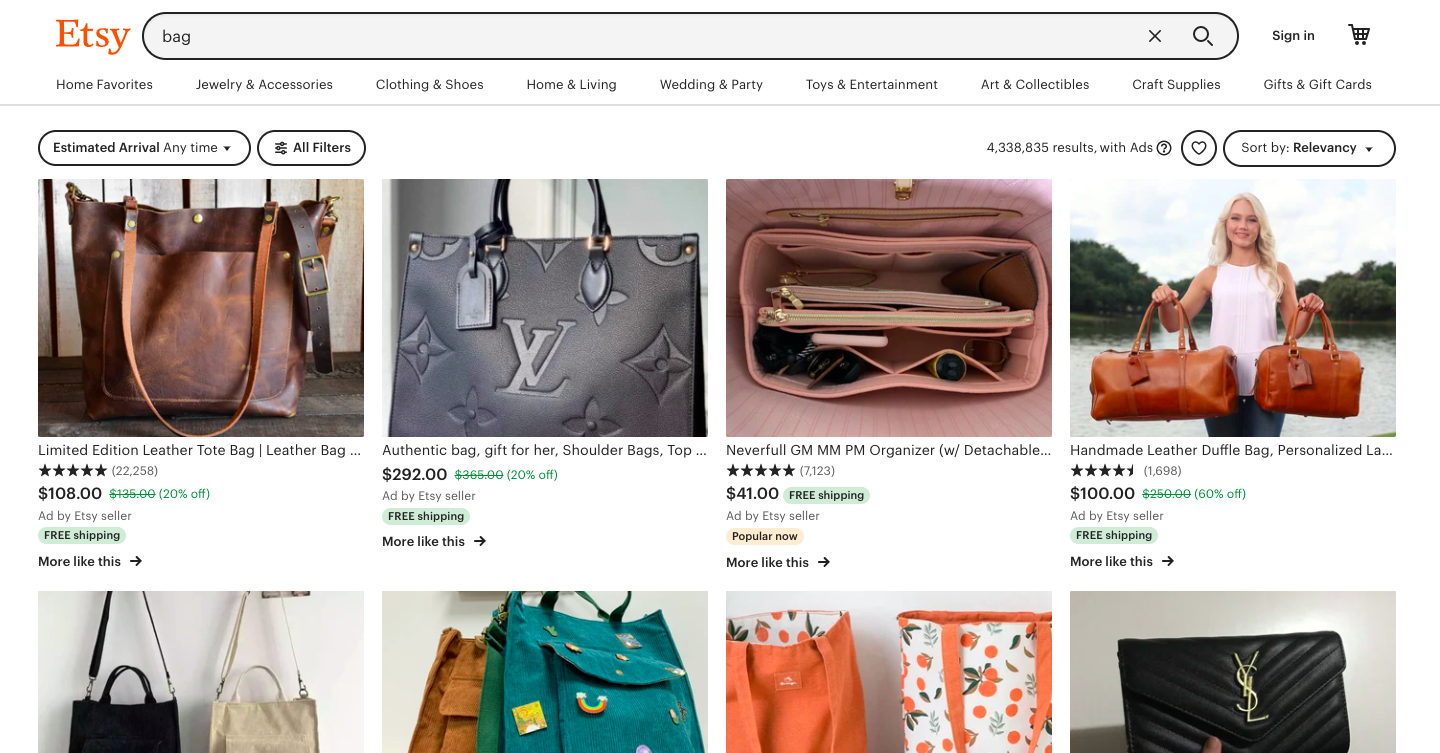 Etsy
bag
Sign in
Home Favorites
Jewelry & Accessories
Clothing & Shoes
Home & Living
Wedding & Party
Toys & Entertainment
Art & Collectibles
Craft Supplies
Gifts & Gift Cards
Estimated Arrival Any time
All Filters
4,338,835 results, with Ads
Sort by: Relevancy
LV
Limited Edition Leather Tote Bag | Leather Bag ...
(22,258)
$108.00 $135.00 (20% off)
Ad by Etsy seller
FREE shipping
More like this
Authentic bag, gift for her, Shoulder Bags, Top ...
$292.00 $365.00 (20% off)
Ad by Etsy seller
FREE shipping
More like this
Neverfull GM MM PM Organizer (w/ Detachable...
(7,123)
$41.00 FREE shipping
Ad by Etsy seller
Popular now
More like this
Handmade Leather Duffle Bag, Personalized La...
(1,698)
$100.00 $250.00 (60% off)
Ad by Etsy seller
FREE shipping
More like this
YSL